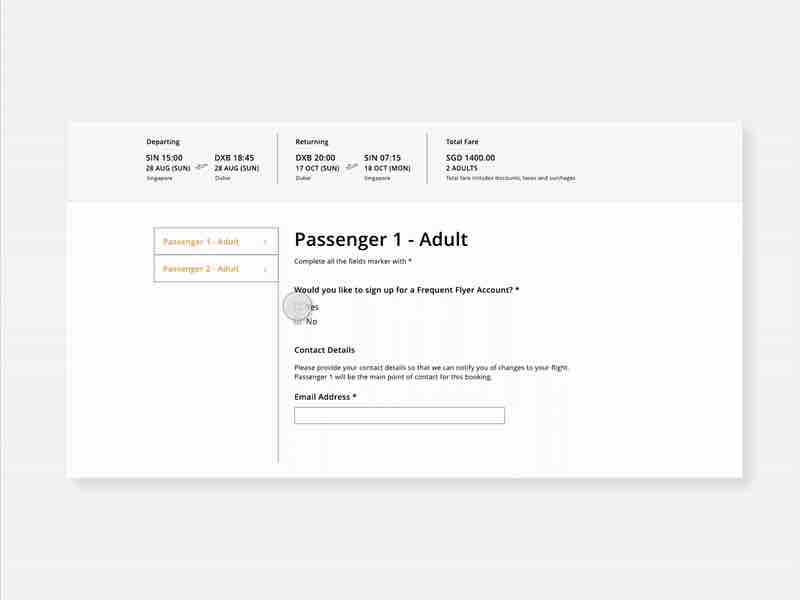 Departing
SIN 15:00
28 AUG (SUN)
Singapore
DXB 18:45
28 AUG (SUN)
Dubai
Returning
DXB 20:00
17 OCT (SUN)
Dubai
SIN 07:15
18 OCT (MON)
Singapore
Total Fare
SGD 1400.00
2 ADULTS
Total fare includes discounts, taxes and surchages
Passenger 1 - Adult
Passenger 2 - Adult
Passenger 1 - Adult
Complete all the fields marker with *
Would you like to sign up for a Frequent Flyer Account? *
Yes
No
Contact Details
Please provide your contact details so that we can notify you of changes to your flight.
Passenger 1 will be the main point of contact for this booking.
Email Address *